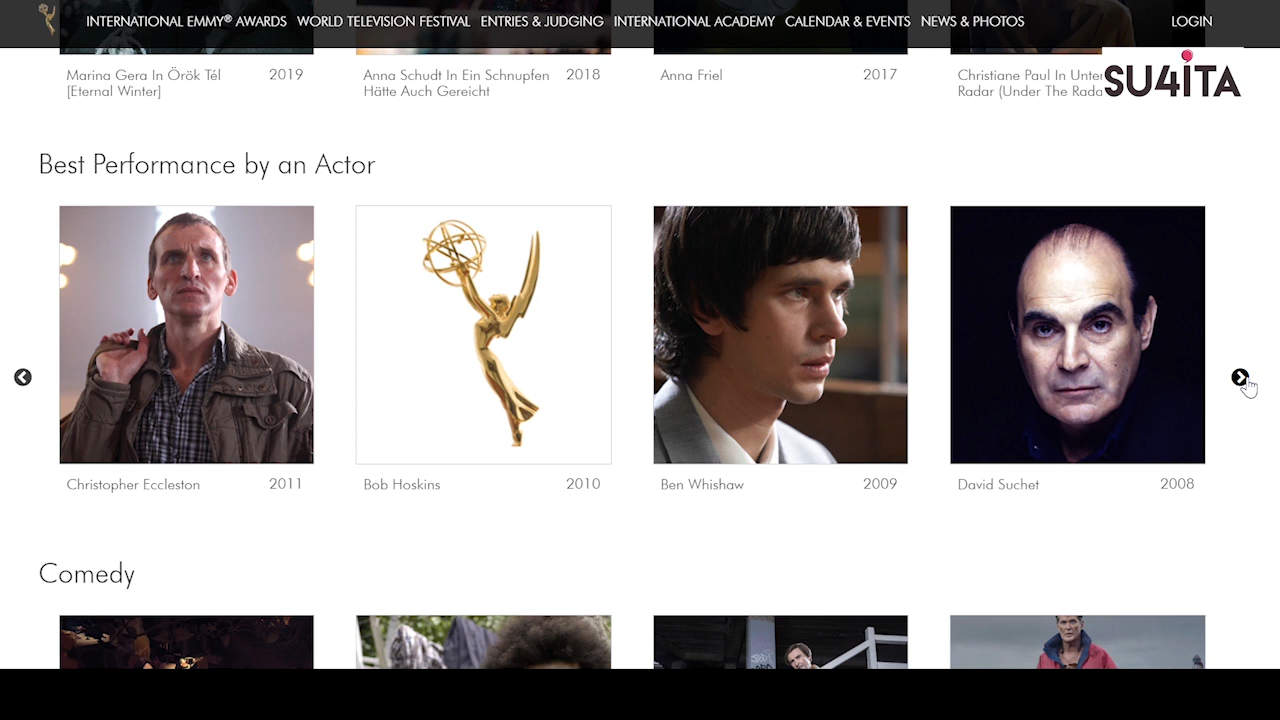 INTERNATIONAL EMMY® AWARDS WORLD TELEVISION FESTIVAL ENTRIES & JUDGING INTERNATIONAL ACADEMY CALENDAR & EVENTS NEWS & PHOTOS LOGIN
SU4iTA
Marina Gera In Örök Tél 2019
[Eternal Winter]
Anna Schudt In Ein Schnupfen 2018
Hätte Auch Gereicht
Anna Friel 2017
Christiane Paul In Unter
Radar (Under The Rada
Best Performance by an Actor
Christopher Eccleston 2011
Bob Hoskins 2010
Ben Whishaw 2009
David Suchet 2008
Comedy